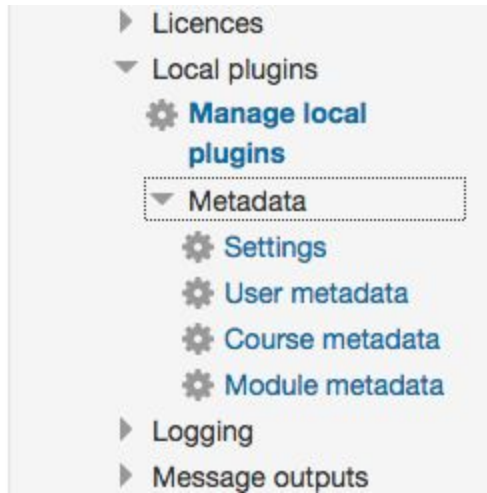 Licences
Local plugins
Manage local
plugins
Metadata
Settings
User metadata
Course metadata
Module metadata
Logging
Message outputs